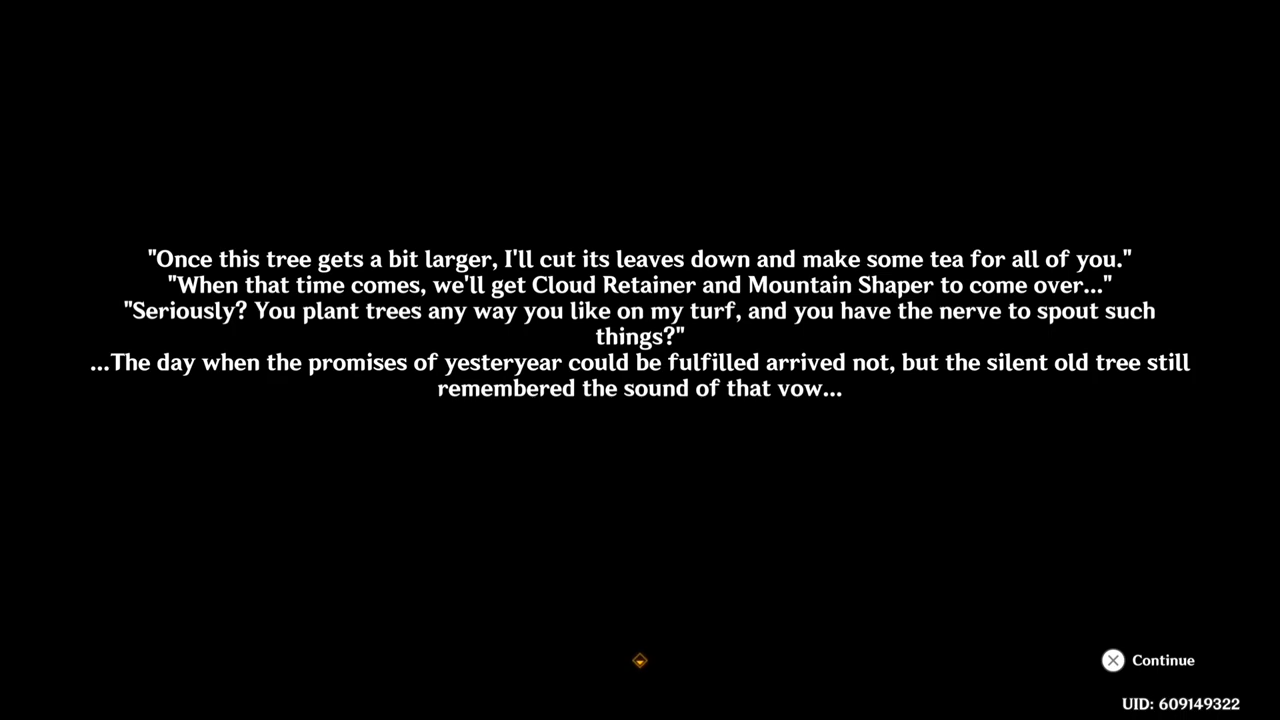 "Once this tree gets a bit larger, I'll cut its leaves down and make some tea for all of you."
"When that time comes, we'll get Cloud Retainer and Mountain Shaper to come over..."
"Seriously? You plant trees any way you like on my turf, and you have the nerve to spout such
things?"
...The day when the promises of yesteryear could be fulfilled arrived not, but the silent old tree still
remembered the sound of that vow...
Continue
UID: 609149322